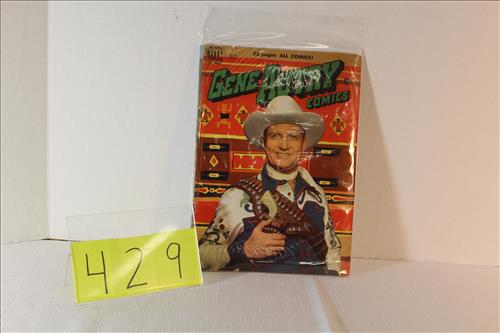 52 pages ALL COMICS!
GENE AUTRY
COMICS
429